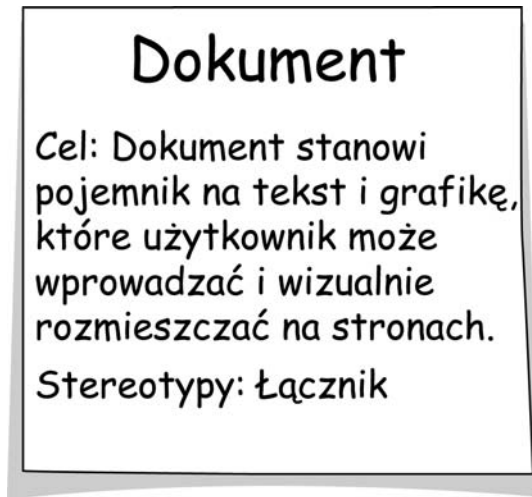 Dokument
Cel: Dokument stanowi
pojemnik na tekst i grafikę,
które użytkownik może
wprowadzać i wizualnie
rozmieszczać na stronach.
Stereotypy: Łącznik